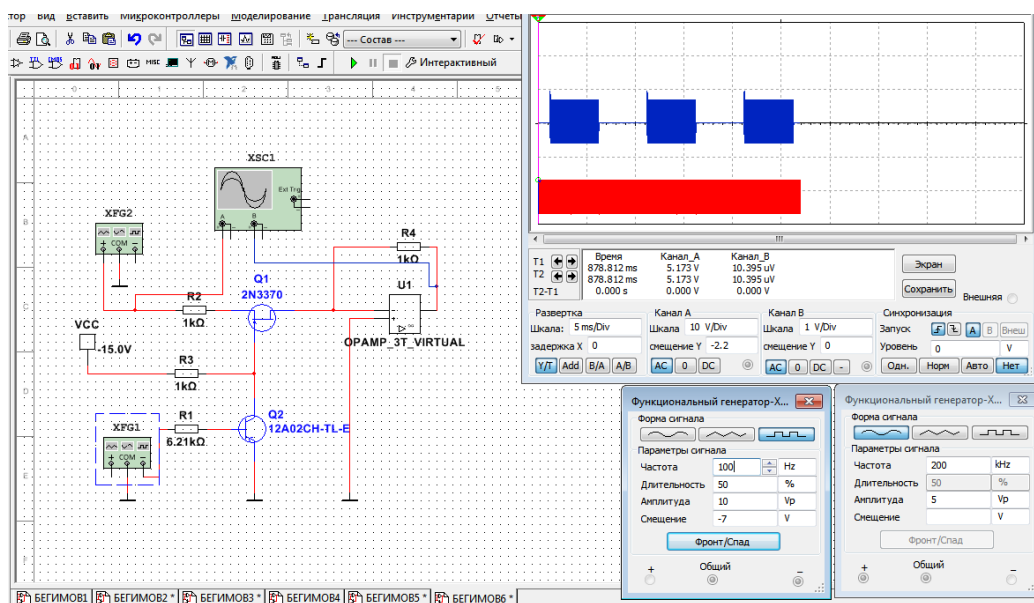 Вид Вставить Микроконтроллеры Моделирование Трансляция Инструментарии Отчеты
--- Состав ---
MISC
Интерактивный
0 1 2 3 4 5
A
B
C
D
E
XSC1
Ext Trig
A B
XFG2
COM
R4
1kΩ
Q1
2N3370
R2
1kΩ
U1
OPAMP_3T_VIRTUAL
VCC
-15.0V
R3
1kΩ
XFG1
COM
R1
6.21kΩ
Q2
12A02CH-TL-E
T1
T2
T2-T1
Время Канал_A Канал_B
878.812 ms 5.173 V 10.395 uV
878.812 ms 5.173 V 10.395 uV
0.000 s 0.000 V 0.000 V
Экран
Сохранить
Внешняя
Развертка Канал A Канал B Синхронизация
Шкала: 5 ms/Div Шкала 10 V/Div Шкала 1 V/Div Запуск A B Внеш
задержка X 0 смещение Y -2.2 смещение Y 0 Уровень 0 V
Y/T Add B/A A/B AC 0 DC AC 0 DC - Одн. Норм Авто Нет
Функциональный генератор-X...
Форма сигнала
Параметры сигнала
Частота 100 Hz
Длительность 50 %
Амплитуда 10 Vp
Смещение -7 V
Фронт/Спад
+ Общий −
Функциональный генератор-X...
Форма сигнала
Параметры сигнала
Частота 200 kHz
Длительность 50 %
Амплитуда 5 Vp
Смещение V
Фронт/Спад
+ Общий −
БЕГИМОВ1 БЕГИМОВ2 * БЕГИМОВ3 * БЕГИМОВ4 БЕГИМОВ5 * БЕГИМОВ6 *